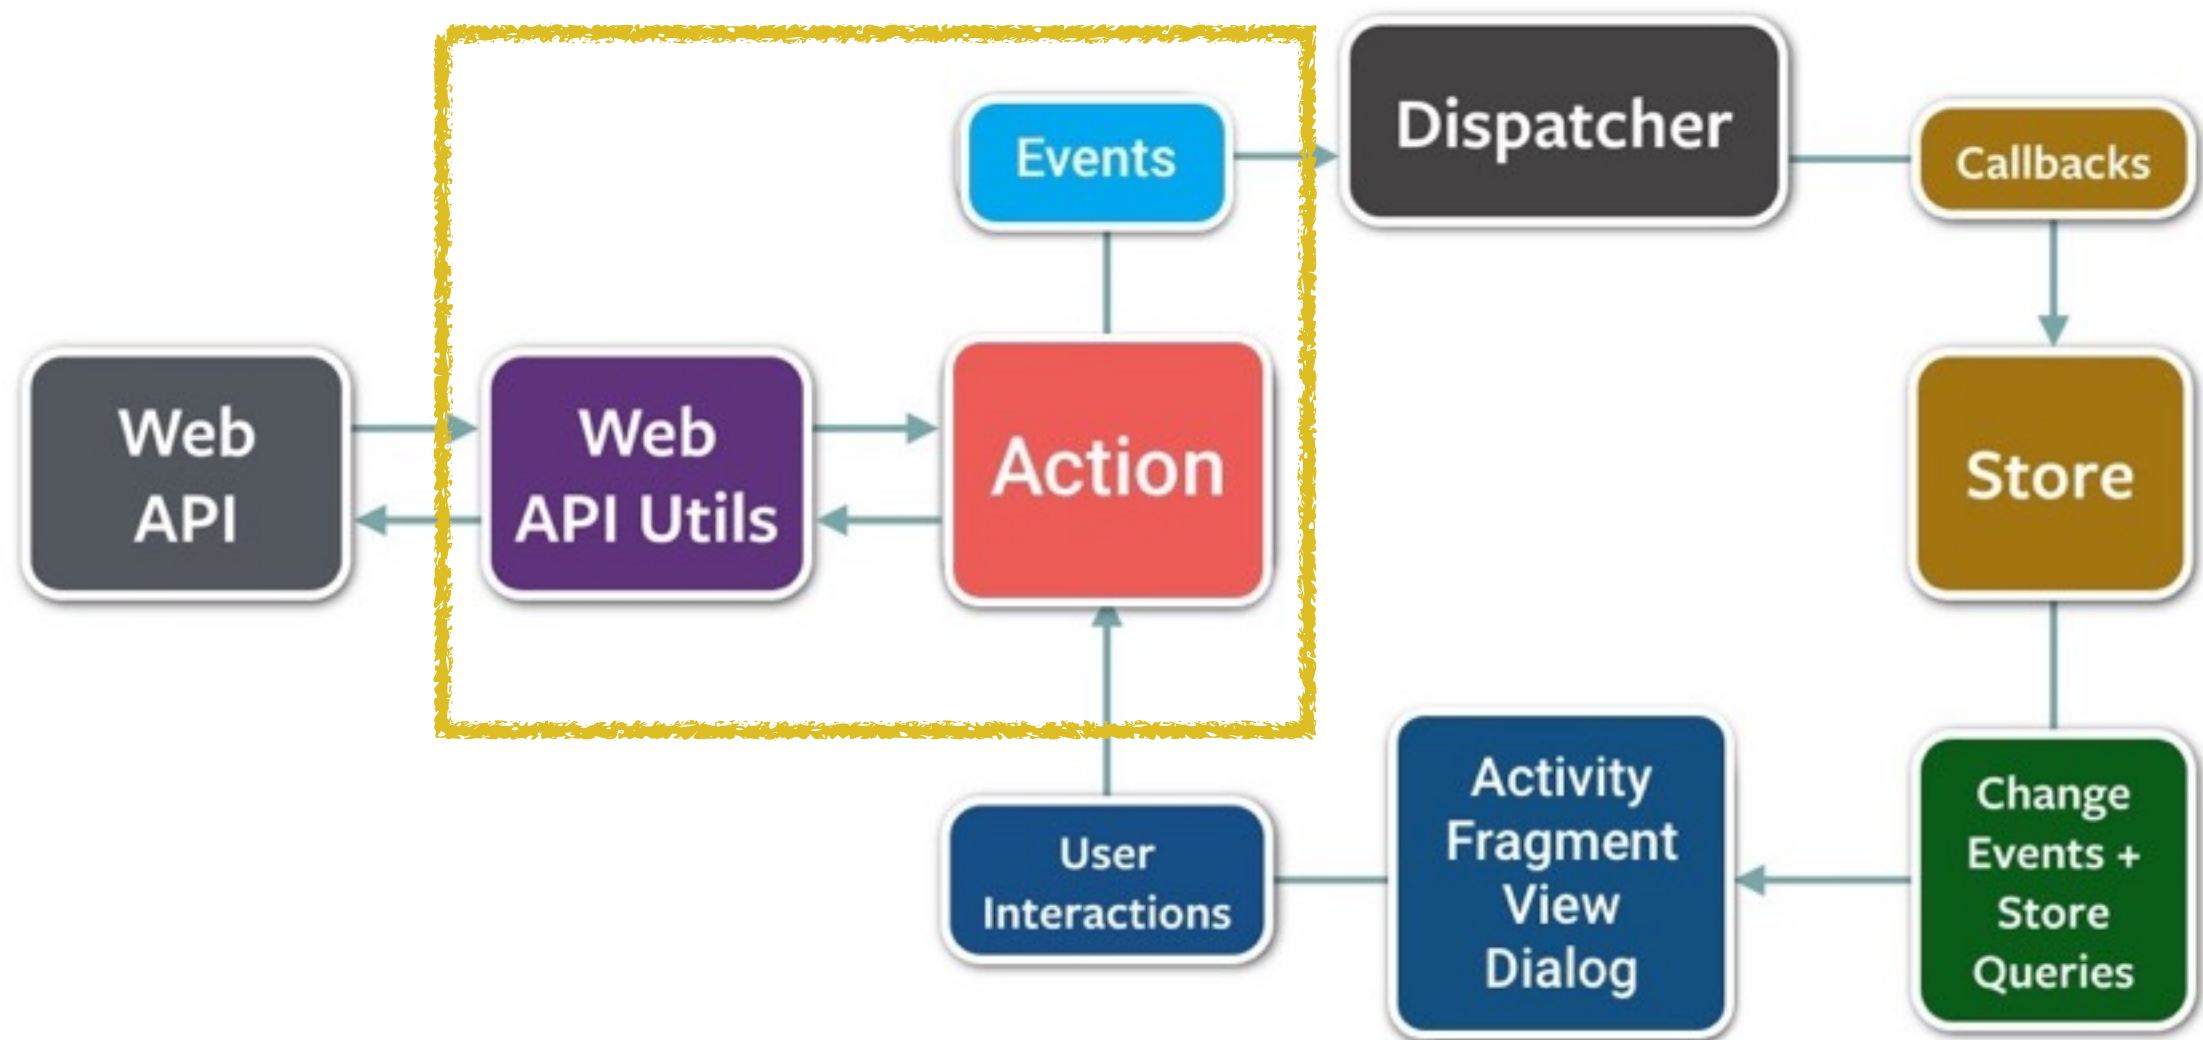 Dispatcher
Events
Callbacks
Web
API
Web
API Utils
Action
Store
User
Interactions
Activity
Fragment
View
Dialog
Change
Events +
Store
Queries